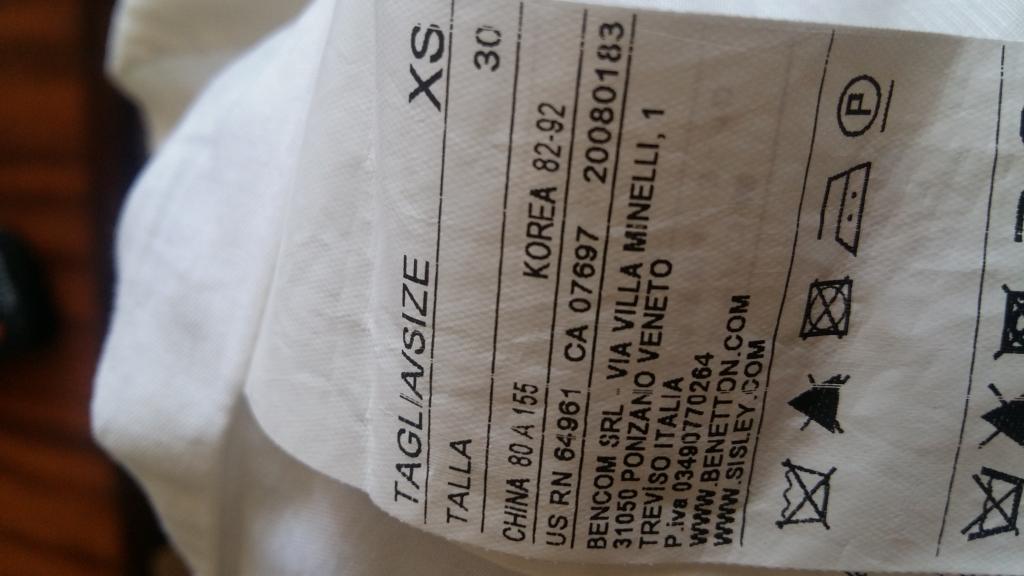 TAGLIA/SIZE XS
TALLA 30
CHINA 80 A 155 KOREA 82-92
US RN 64961 CA 07697 20080183
BENCOM SRL - VIA VILLA MINELLI, 1
31050 PONZANO VENETO
TREVISO ITALIA
P.iva 03490770264
WWW.BENETTON.COM
WWW.SISLEY.COM
P